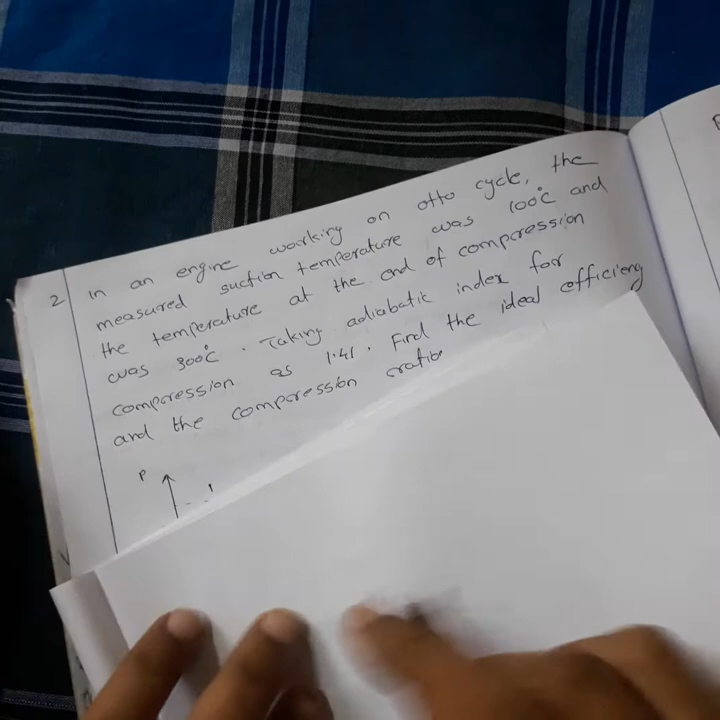 2 In an engine working on otto cycle, the
measured suction temperature was 100°C and
the temperature at the end of compression
was 300°C. Taking adiabatic index for
compression as 1.41. Find the ideal efficiency
and the compression ratio
P